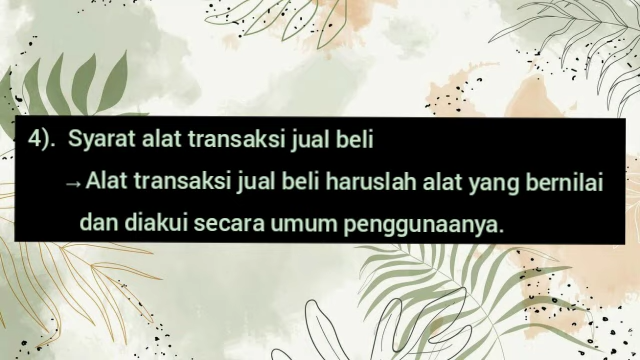 4). Syarat alat transaksi jual beli
→Alat transaksi jual beli haruslah alat yang bernilai
dan diakui secara umum penggunaanya.